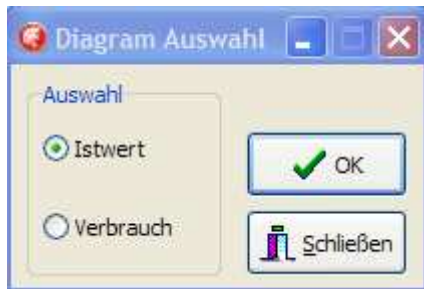 Diagram Auswahl
Auswahl
Istwert
OK
Verbrauch
Schließen